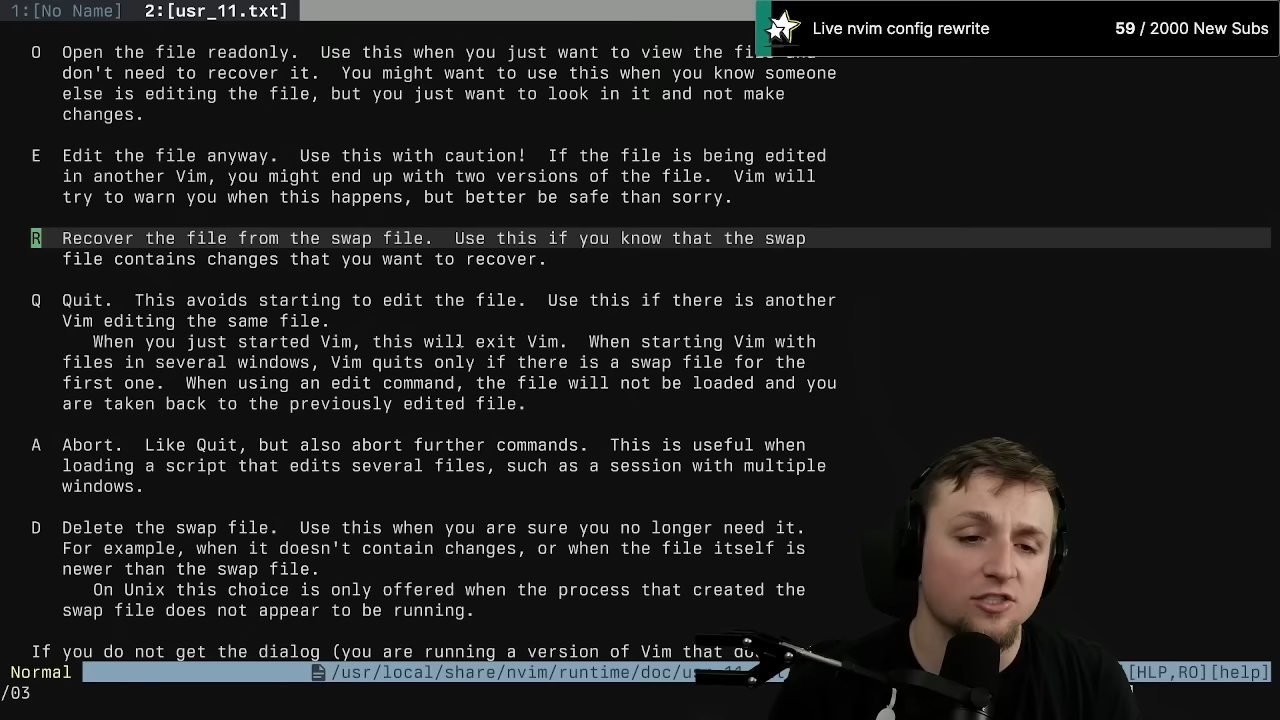 1:[No Name]  2:[usr_11.txt]
Live nvim config rewrite 59 / 2000 New Subs
O  Open the file readonly.  Use this when you just want to view the file and
don't need to recover it.  You might want to use this when you know someone
else is editing the file, but you just want to look in it and not make
changes.
E  Edit the file anyway.  Use this with caution!  If the file is being edited
in another Vim, you might end up with two versions of the file.  Vim will
try to warn you when this happens, but better be safe than sorry.
R  Recover the file from the swap file.  Use this if you know that the swap
file contains changes that you want to recover.
Q  Quit.  This avoids starting to edit the file.  Use this if there is another
Vim editing the same file.
When you just started Vim, this will exit Vim.  When starting Vim with
files in several windows, Vim quits only if there is a swap file for the
first one.  When using an edit command, the file will not be loaded and you
are taken back to the previously edited file.
A  Abort.  Like Quit, but also abort further commands.  This is useful when
loading a script that edits several files, such as a session with multiple
windows.
D  Delete the swap file.  Use this when you are sure you no longer need it.
For example, when it doesn't contain changes, or when the file itself is
newer than the swap file.
On Unix this choice is only offered when the process that created the
swap file does not appear to be running.
If you do not get the dialog (you are running a version of Vim that
Normal /usr/local/share/nvim/runtime/doc/usr_11 [HLP,RO][help]
/03